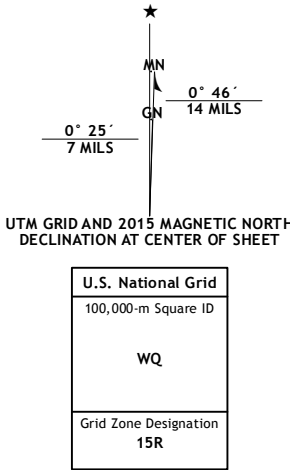 MN
0° 46´
14 MILS
GN
0° 25´
7 MILS
UTM GRID AND 2015 MAGNETIC NORTH
DECLINATION AT CENTER OF SHEET
U.S. National Grid
100,000-m Square ID
WQ
Grid Zone Designation
15R